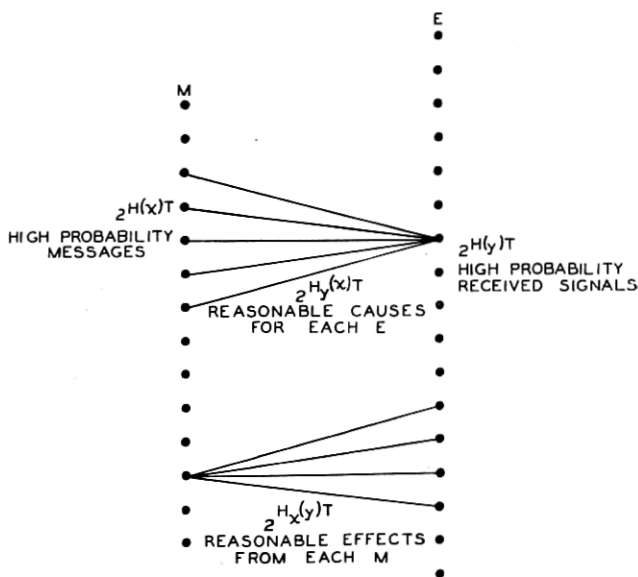 E
M
2H(x)T
HIGH PROBABILITY
MESSAGES
2H(y)T
HIGH PROBABILITY
RECEIVED SIGNALS
2Hy(x)T
REASONABLE CAUSES
FOR EACH E
2Hx(y)T
REASONABLE EFFECTS
FROM EACH M